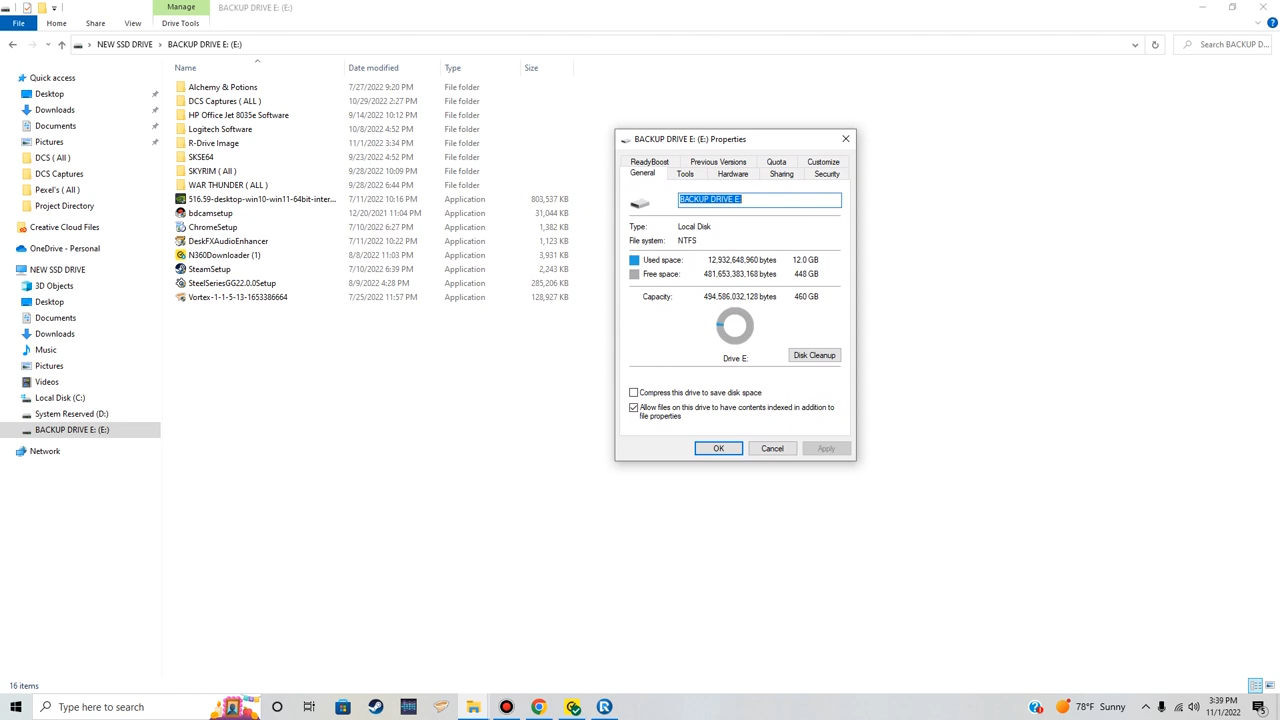 Manage
BACKUP DRIVE E: (E:)
File
Home
Share
View
Drive Tools
NEW SSD DRIVE
BACKUP DRIVE E: (E:)
Search BACKUP D...
Name
Date modified
Type
Size
Quick access
Desktop
Downloads
Documents
Pictures
DCS ( All )
DCS Captures
Pexel's ( All )
Project Directory
Creative Cloud Files
OneDrive - Personal
NEW SSD DRIVE
3D Objects
Desktop
Documents
Downloads
Music
Pictures
Videos
Local Disk (C:)
System Reserved (D:)
BACKUP DRIVE E: (E:)
Network
Alchemy & Potions 7/27/2022 9:20 PM File folder
DCS Captures ( ALL ) 10/29/2022 2:27 PM File folder
HP Office Jet 8035e Software 9/14/2022 10:12 PM File folder
Logitech Software 10/8/2022 4:52 PM File folder
R-Drive Image 11/1/2022 3:34 PM File folder
SKSE64 9/23/2022 4:52 PM File folder
SKYRIM ( All ) 9/28/2022 10:09 PM File folder
WAR THUNDER ( ALL ) 9/28/2022 6:44 PM File folder
516.59-desktop-win10-win11-64bit-inter... 7/11/2022 10:16 PM Application 803,537 KB
bdcamsetup 12/20/2021 11:04 PM Application 31,044 KB
ChromeSetup 7/10/2022 6:27 PM Application 1,382 KB
DeskFXAudioEnhancer 7/11/2022 10:22 PM Application 1,123 KB
N360Downloader (1) 8/8/2022 11:03 PM Application 3,931 KB
SteamSetup 7/10/2022 6:39 PM Application 2,243 KB
SteelSeriesGG22.0.0Setup 8/9/2022 4:28 PM Application 285,206 KB
Vortex-1-1-5-13-1653386664 7/25/2022 11:57 PM Application 128,927 KB
BACKUP DRIVE E: (E:) Properties
ReadyBoost
Previous Versions
Quota
Customize
General
Tools
Hardware
Sharing
Security
BACKUP DRIVE E:
Type: Local Disk
File system: NTFS
Used space: 12,932,648,960 bytes 12.0 GB
Free space: 481,653,383,168 bytes 448 GB
Capacity: 494,586,032,128 bytes 460 GB
Drive E:
Disk Cleanup
Compress this drive to save disk space
Allow files on this drive to have contents indexed in addition to
file properties
OK
Cancel
Apply
16 items
Type here to search
78°F Sunny
3:39 PM
11/1/2022